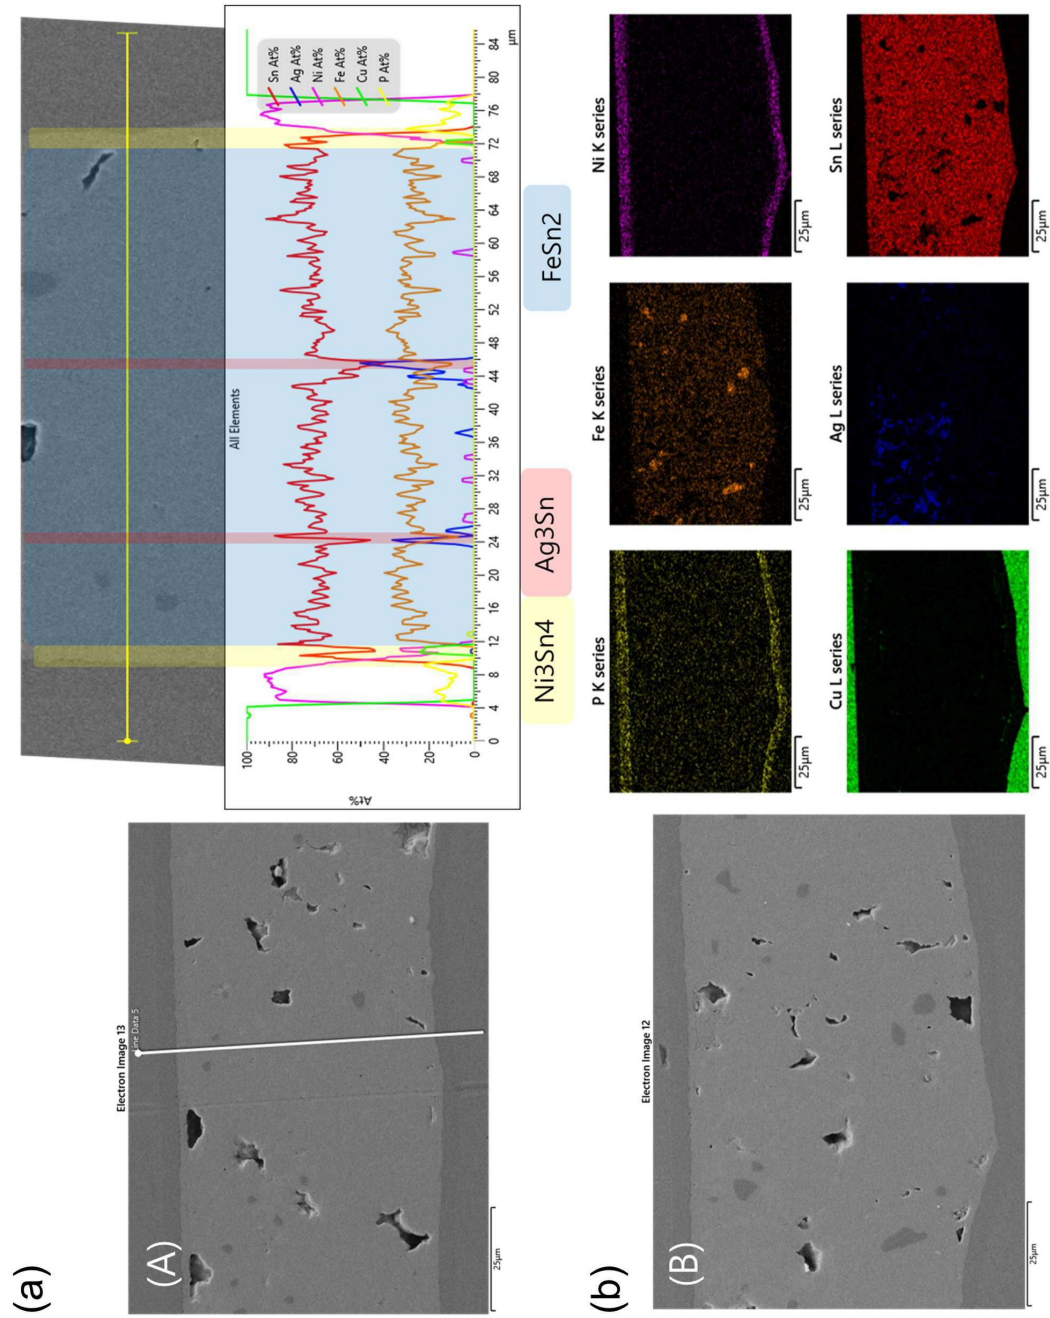 (a)
(A)
Electron Image 13
Line Data 5
25µm
All Elements
At%
100
80
60
40
20
0
0
4
8
12
16
20
24
28
32
36
40
44
48
52
56
60
64
68
72
76
80
84
µm
Sn At%
Ag At%
Ni At%
Fe At%
Cu At%
P At%
Ni3Sn4
Ag3Sn
FeSn2
(b)
(B)
Electron Image 12
25µm
P K series
25µm
Fe K series
25µm
Ni K series
25µm
Cu L series
25µm
Ag L series
25µm
Sn L series
25µm